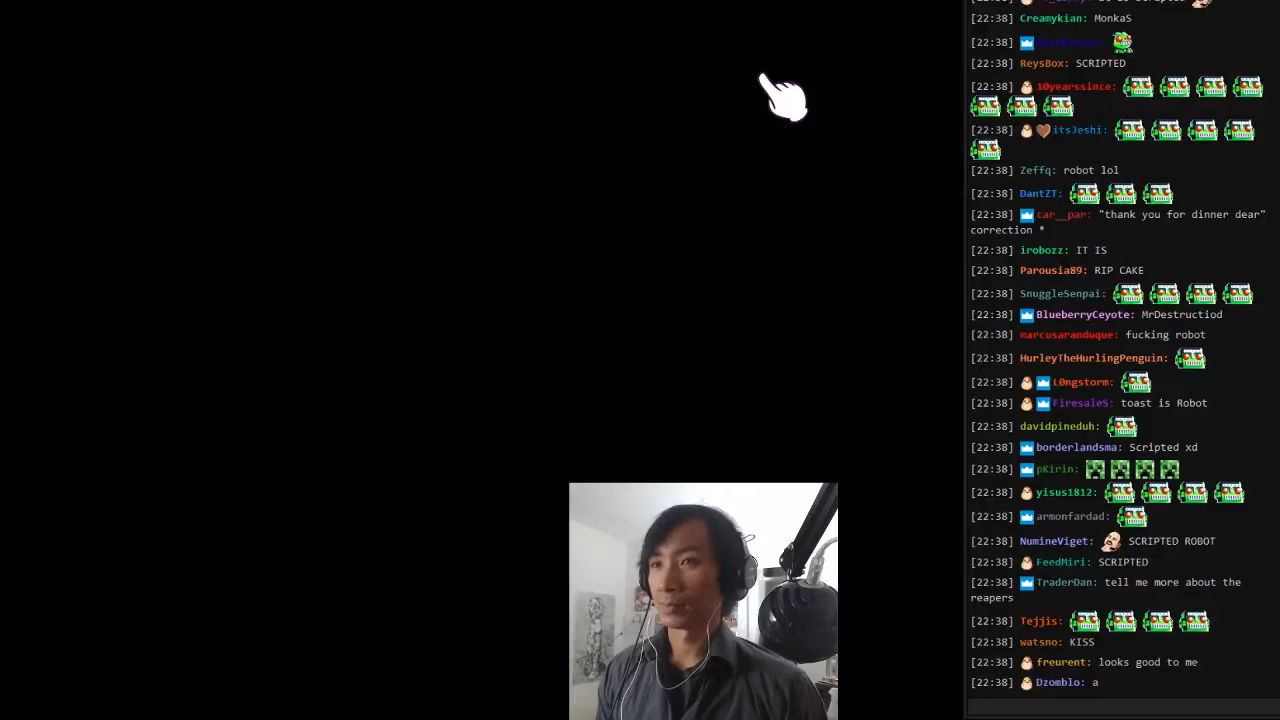 [22:38] Creamykian: MonkaS
[22:38]
[22:38] ReysBox: SCRIPTED
[22:38] 10yearssince:
[22:38] itsJeshi:
[22:38] Zeffq: robot lol
[22:38] DantZT:
[22:38] car__par: "thank you for dinner dear"
correction *
[22:38] irobozz: IT IS
[22:38] Parousia89: RIP CAKE
[22:38] SnuggleSenpai:
[22:38] BlueberryCeyote: MrDestructiod
[22:38] marcusaranduque: fucking robot
[22:38] HurleyTheHurlingPenguin:
[22:38] L0ngstorm:
[22:38] FiresaleS: toast is Robot
[22:38] davidpineduh:
[22:38] borderlandsma: Scripted xd
[22:38] pKirin:
[22:38] yisus1812:
[22:38] armonfardad:
[22:38] NumineViget: SCRIPTED ROBOT
[22:38] FeedMiri: SCRIPTED
[22:38] TraderDan: tell me more about the
reapers
[22:38] Tejjis:
[22:38] watsno: KISS
[22:38] freurent: looks good to me
[22:38] Dzomblo: a